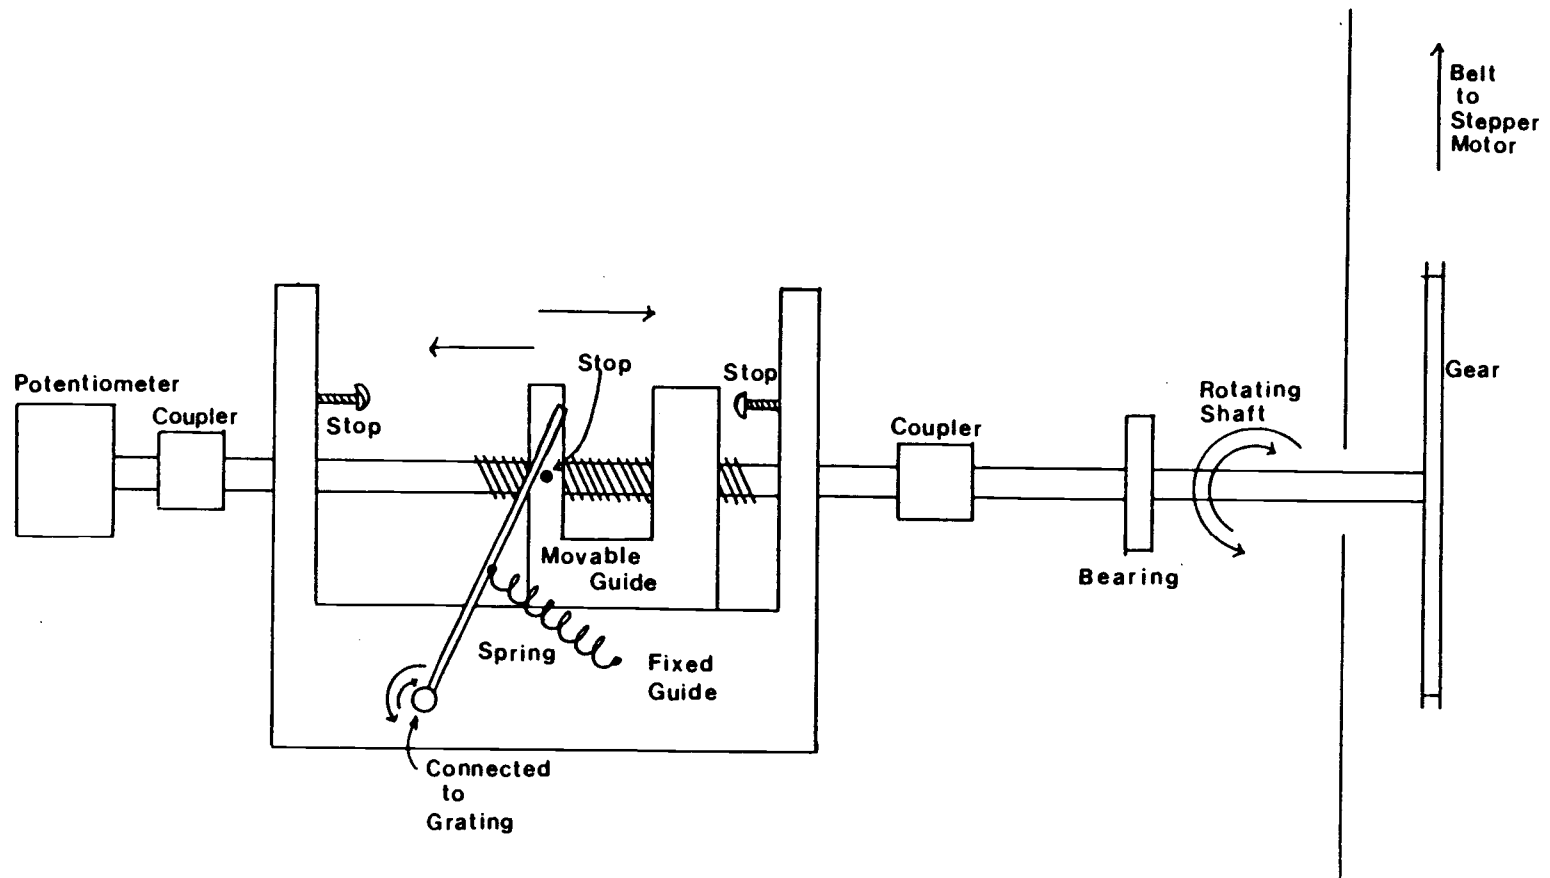 Belt
to
Stepper
Motor
Gear
Rotating
Shaft
Stop
Stop
Potentiometer
Coupler
Stop
Coupler
Movable
Guide
Bearing
Spring
Fixed
Guide
Connected
to
Grating